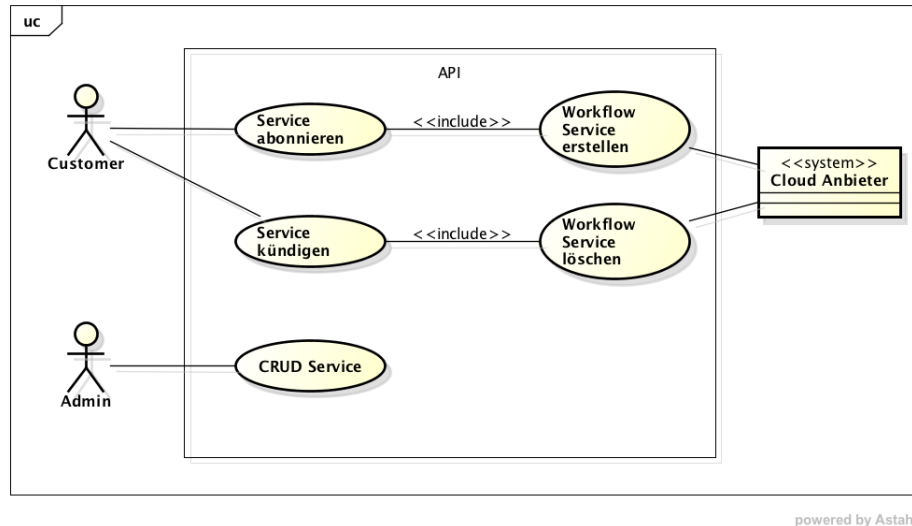 uc
API
Service
abonnieren
<<include>>
Workflow
Service
erstellen
Customer
<<system>>
Cloud Anbieter
Service
kündigen
<<include>>
Workflow
Service
löschen
CRUD Service
Admin
powered by Astah